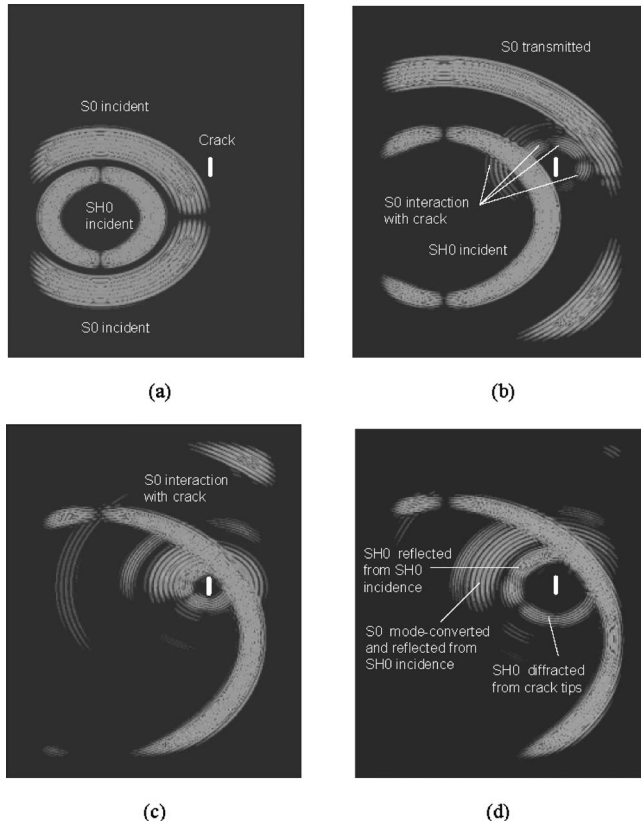 S0 incident
Crack
SH0
incident
S0 incident
(a)
S0 transmitted
S0 interaction
with crack
SH0 incident
(b)
S0 interaction
with crack
(c)
SH0 reflected
from SH0
incidence
S0 mode-converted
and reflected from
SH0 incidence
SH0 diffracted
from crack tips
(d)